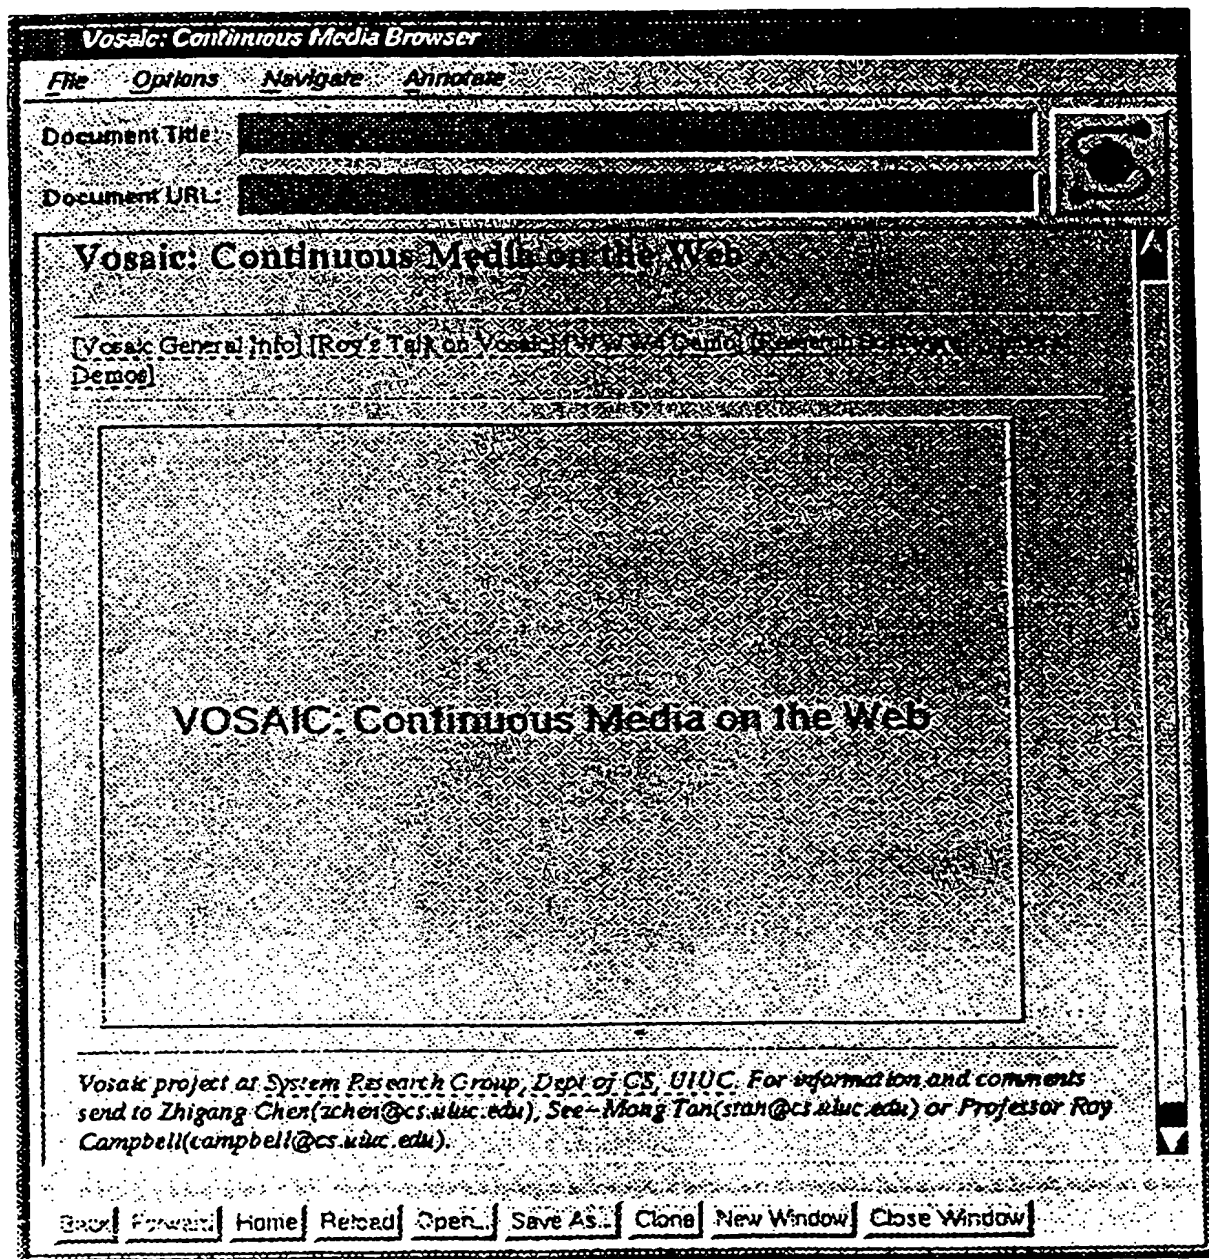 Vosaic: Continuous Media Browser
File Options Navigate Annotate
Document Title:
Document URL:
Vosaic: Continuous Media on the Web
[Vosaic General Info] [Roy's Talk on Vosaic] [WWW4 Demo]
Demos]
VOSAIC: Continuous Media on the Web
Vosaic project at System Research Group, Dept of CS, UIUC. For information and comments
send to Zhigang Chen(zchen@cs.uiuc.edu), See-Mong Tan(stan@cs.uiuc.edu) or Professor Roy
Campbell(campbell@cs.uiuc.edu).
Back Forward Home Reload Open... Save As... Clone New Window Close Window